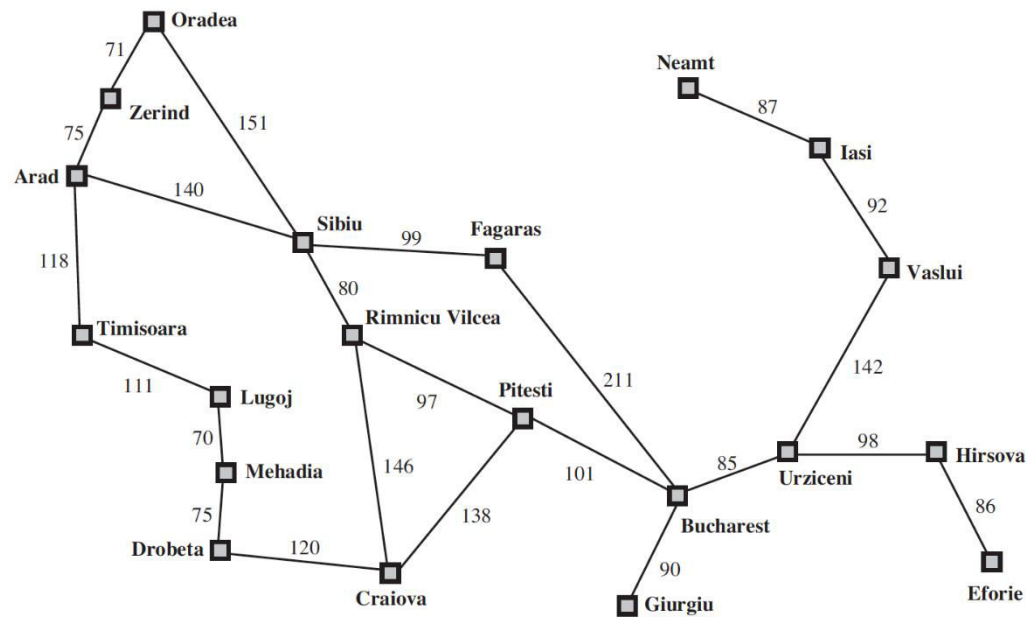 Oradea
71
Neamt
Zerind
87
151
75
Iasi
Arad
140
92
Sibiu
Fagaras
99
118
Vaslui
80
Timisoara
Rimnicu Vilcea
142
111
211
Lugoj
Pitesti
97
70
98
Hirsova
Mehadia
146
101
85
Urziceni
86
75
138
Bucharest
Drobeta
120
90
Craiova
Giurgiu
Eforie